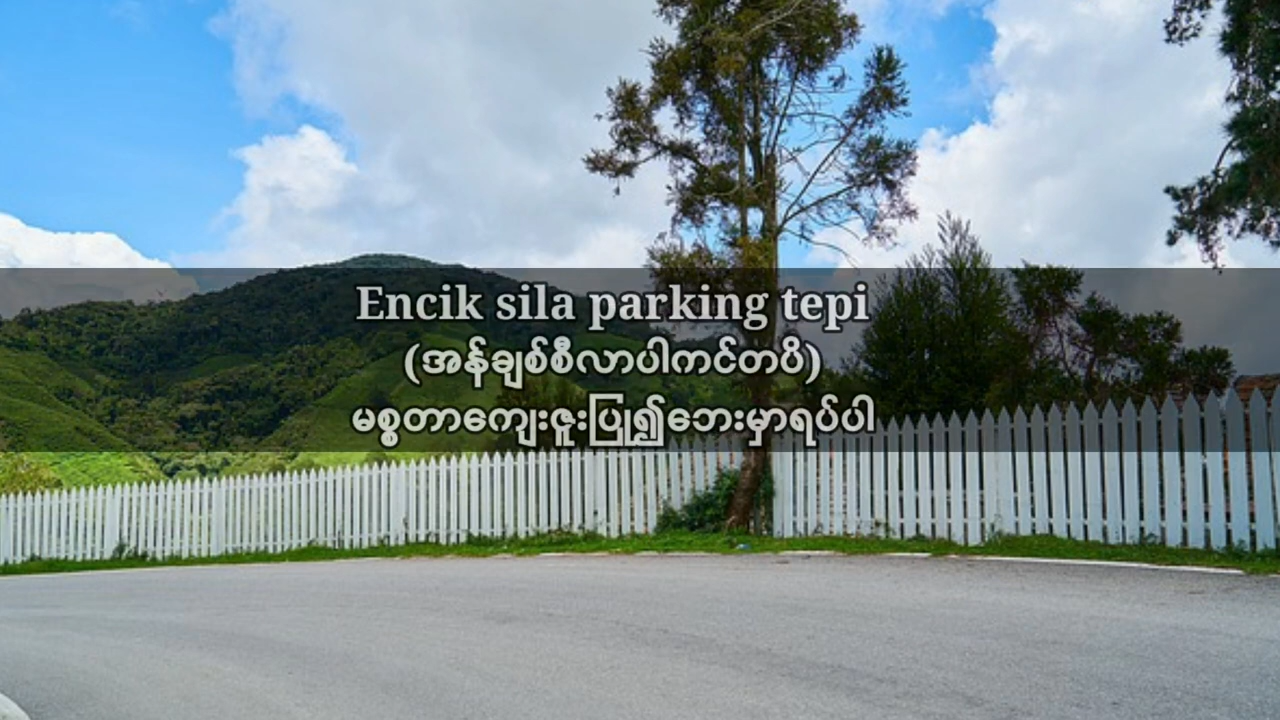 Encik sila parking tepi
(အန်ချစ်စီလာပါကင်တပိ)
မစ္စတာကျေးဇူးပြု၍ဘေးမှာရပ်ပါ